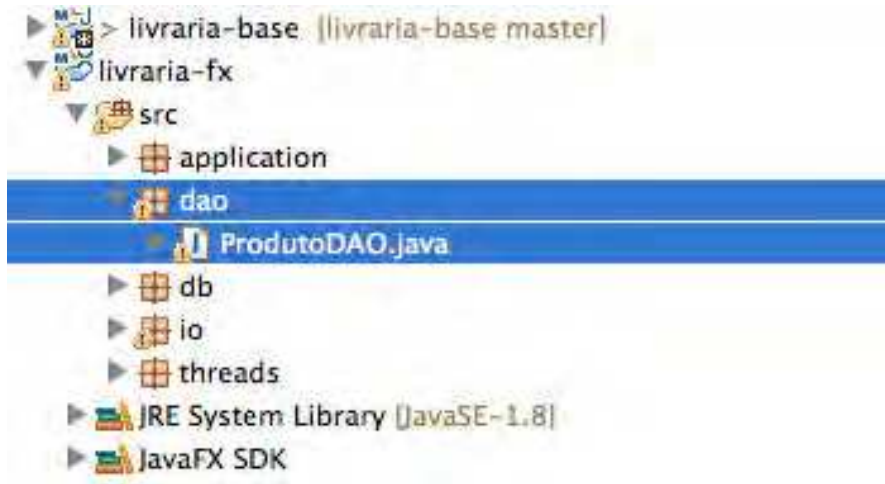 > livraria-base [livraria-base master]
livraria-fx
src
application
dao
ProdutoDAO.java
db
io
threads
JRE System Library [JavaSE-1.8]
JavaFX SDK